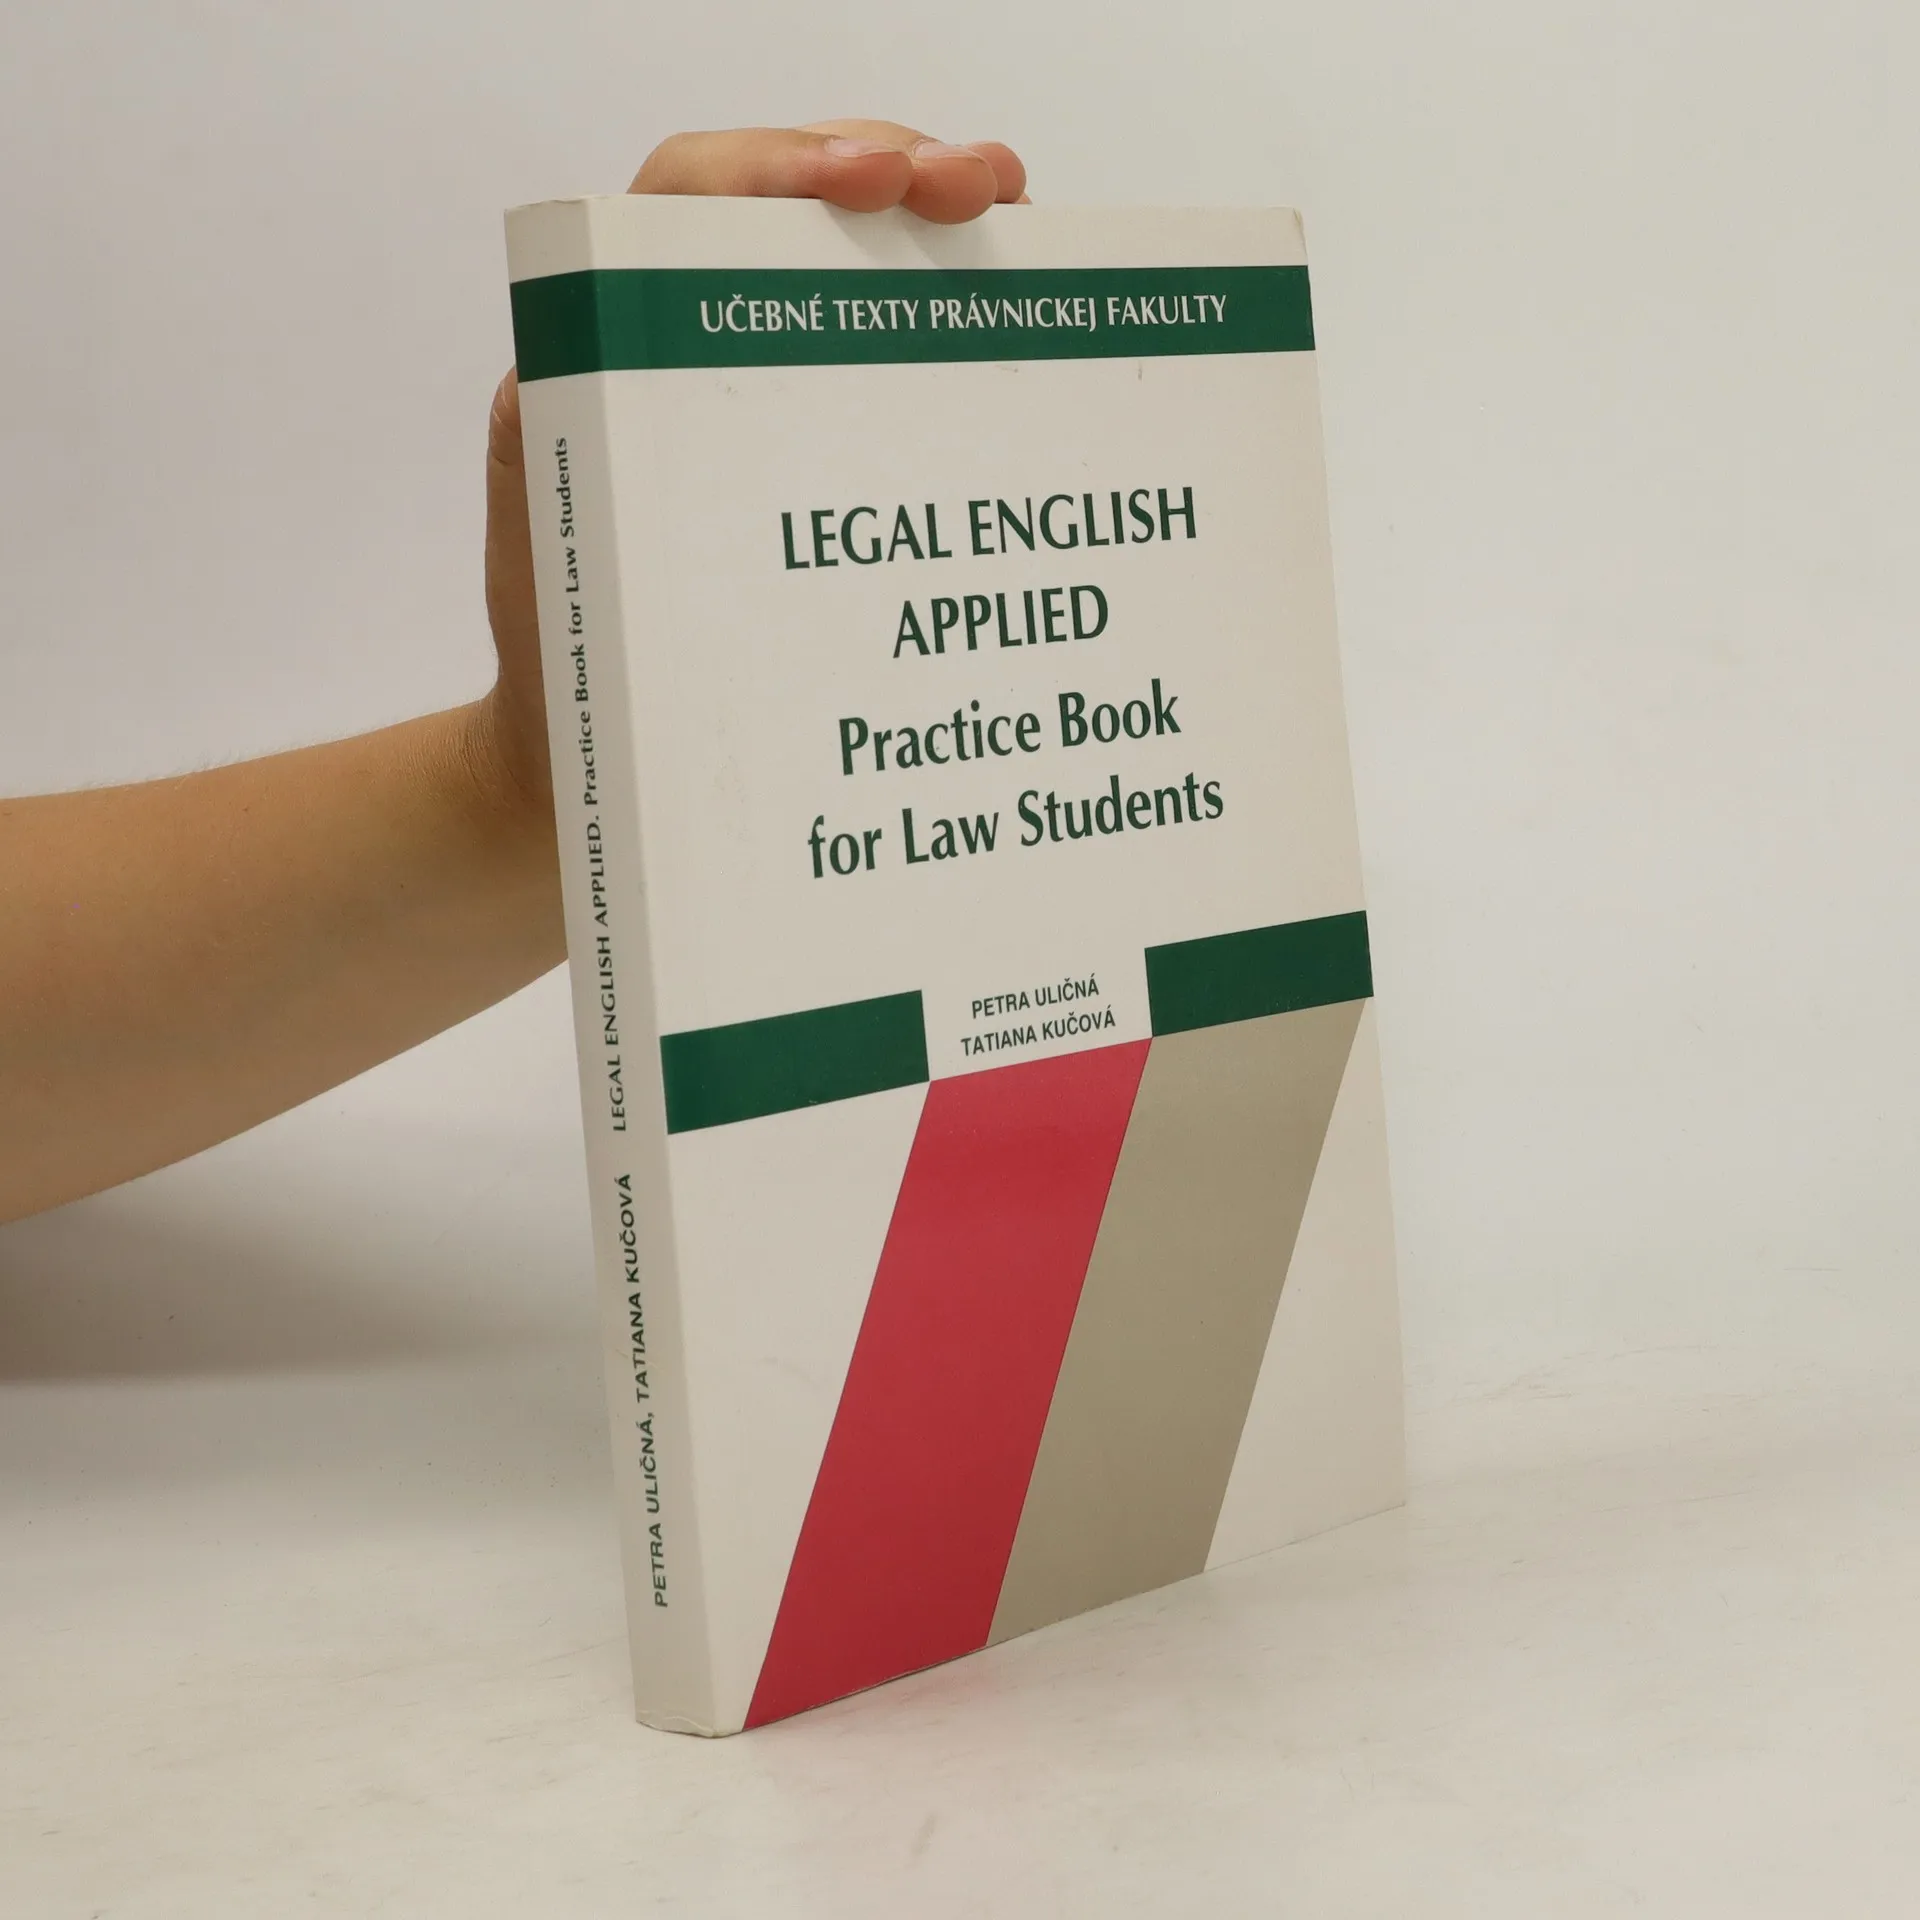 UČEBNÉ TEXTY PRÁVNICKEJ FAKULTY
LEGAL ENGLISH
APPLIED
Practice Book
for Law Students
PETRA ULIČNÁ
TATIANA KUČOVÁ
PETRA ULIČNÁ, TATIANA KUČOVÁ LEGAL ENGLISH APPLIED. Practice Book for Law Students